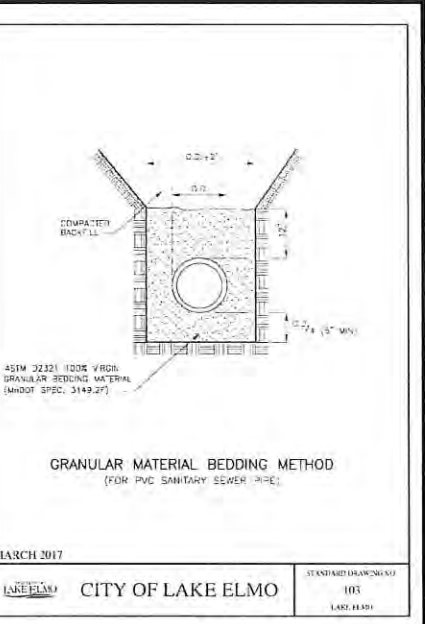 O.D.+2'
O.D.
COMPACTED
BACKFILL
12"
O.D./4 (6" MIN)
ASTM D2321 100% VIRGIN
GRANULAR BEDDING MATERIAL
(MnDOT SPEC. 3149.2F)
GRANULAR MATERIAL BEDDING METHOD
(FOR PVC SANITARY SEWER PIPE)
MARCH 2017
LAKE ELMO
CITY OF LAKE ELMO
STANDARD DRAWING NO
103
LAKE ELMO